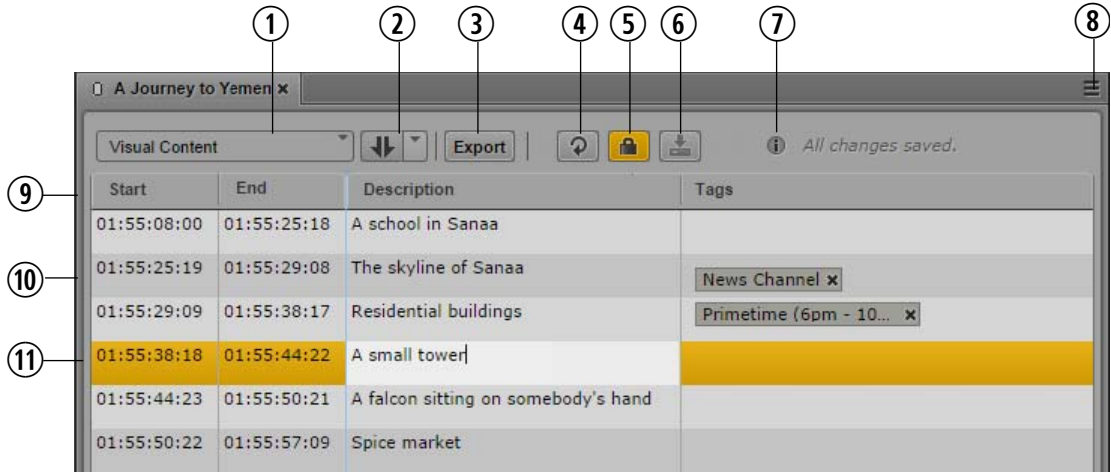 ① ② ③ ④ ⑤ ⑥ ⑦ ⑧
A Journey to Yemen ×
Visual Content Export All changes saved.
⑨ Start End Description Tags
01:55:08:00 01:55:25:18 A school in Sanaa
⑩ 01:55:25:19 01:55:29:08 The skyline of Sanaa News Channel ×
01:55:29:09 01:55:38:17 Residential buildings Primetime (6pm - 10... ×
⑪ 01:55:38:18 01:55:44:22 A small tower
01:55:44:23 01:55:50:21 A falcon sitting on somebody's hand
01:55:50:22 01:55:57:09 Spice market